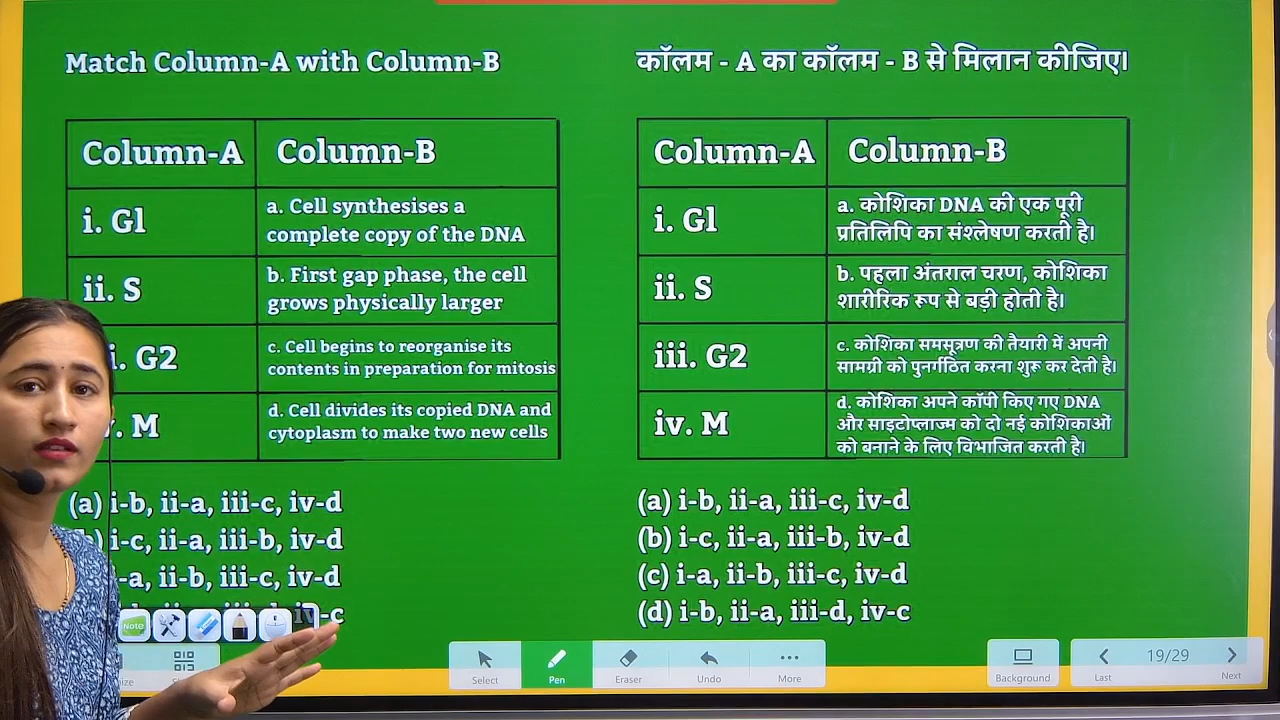 Match Column-A with Column-B
कॉलम - A का कॉलम - B से मिलान कीजिए।
Column-A
Column-B
i. Gl
a. Cell synthesises a
complete copy of the DNA
ii. S
b. First gap phase, the cell
grows physically larger
i. G2
c. Cell begins to reorganise its
contents in preparation for mitosis
. M
d. Cell divides its copied DNA and
cytoplasm to make two new cells
Column-A
Column-B
i. Gl
a. कोशिका DNA की एक पूरी
प्रतिलिपि का संश्लेषण करती है।
ii. S
b. पहला अंतराल चरण, कोशिका
शारीरिक रूप से बड़ी होती है।
iii. G2
c. कोशिका समसूत्रण की तैयारी में अपनी
सामग्री को पुनर्गठित करना शुरू कर देती है।
iv. M
d. कोशिका अपने कॉपी किए गए DNA
और साइटोप्लाज्म को दो नई कोशिकाओं
को बनाने के लिए विभाजित करती है।
(a) i-b, ii-a, iii-c, iv-d
i-c, ii-a, iii-b, iv-d
-a, ii-b, iii-c, iv-d
iv-c
(a) i-b, ii-a, iii-c, iv-d
(b) i-c, ii-a, iii-b, iv-d
(c) i-a, ii-b, iii-c, iv-d
(d) i-b, ii-a, iii-d, iv-c
Note
Select
Pen
Eraser
Undo
More
Background
19/29
Last
Next